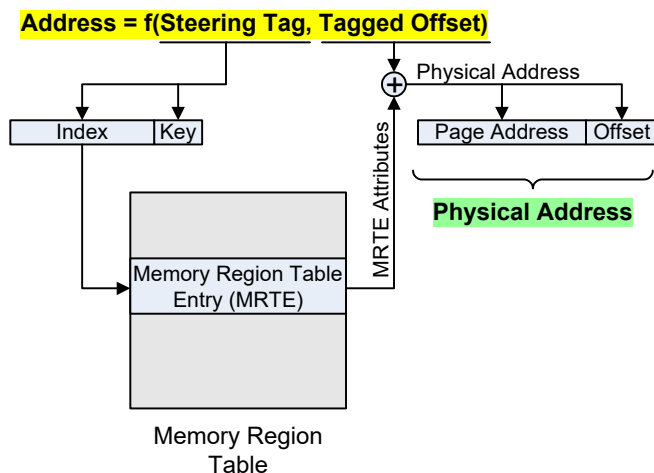 Address = f(Steering Tag, Tagged Offset)
Physical Address
Index
Key
Page Address
Offset
MRTE Attributes
Physical Address
Memory Region Table
Entry (MRTE)
Memory Region
Table